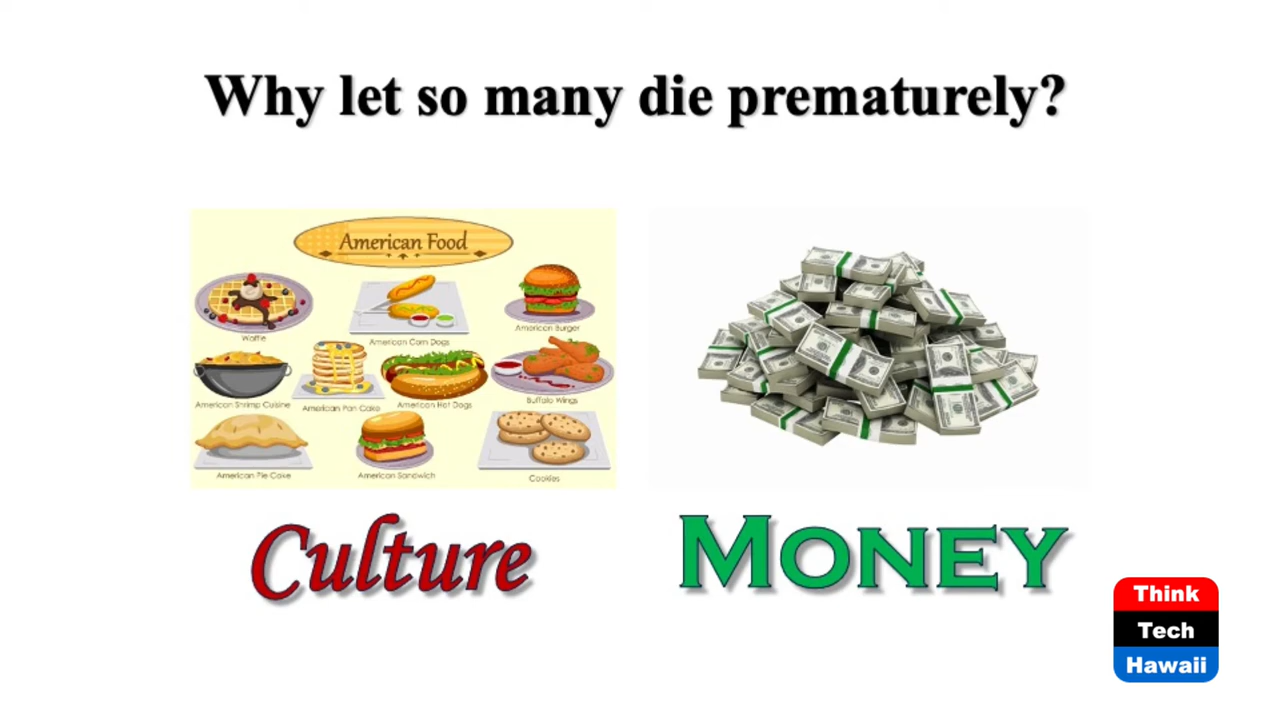 Why let so many die prematurely?
American Food
Waffle
American Corn Dogs
American Burger
American Shrimp Cuisine
American Pan Cake
American Hot Dogs
Buffalo Wings
American Pie Cake
American Sandwich
Cookies
Culture
MONEY
Think
Tech
Hawaii